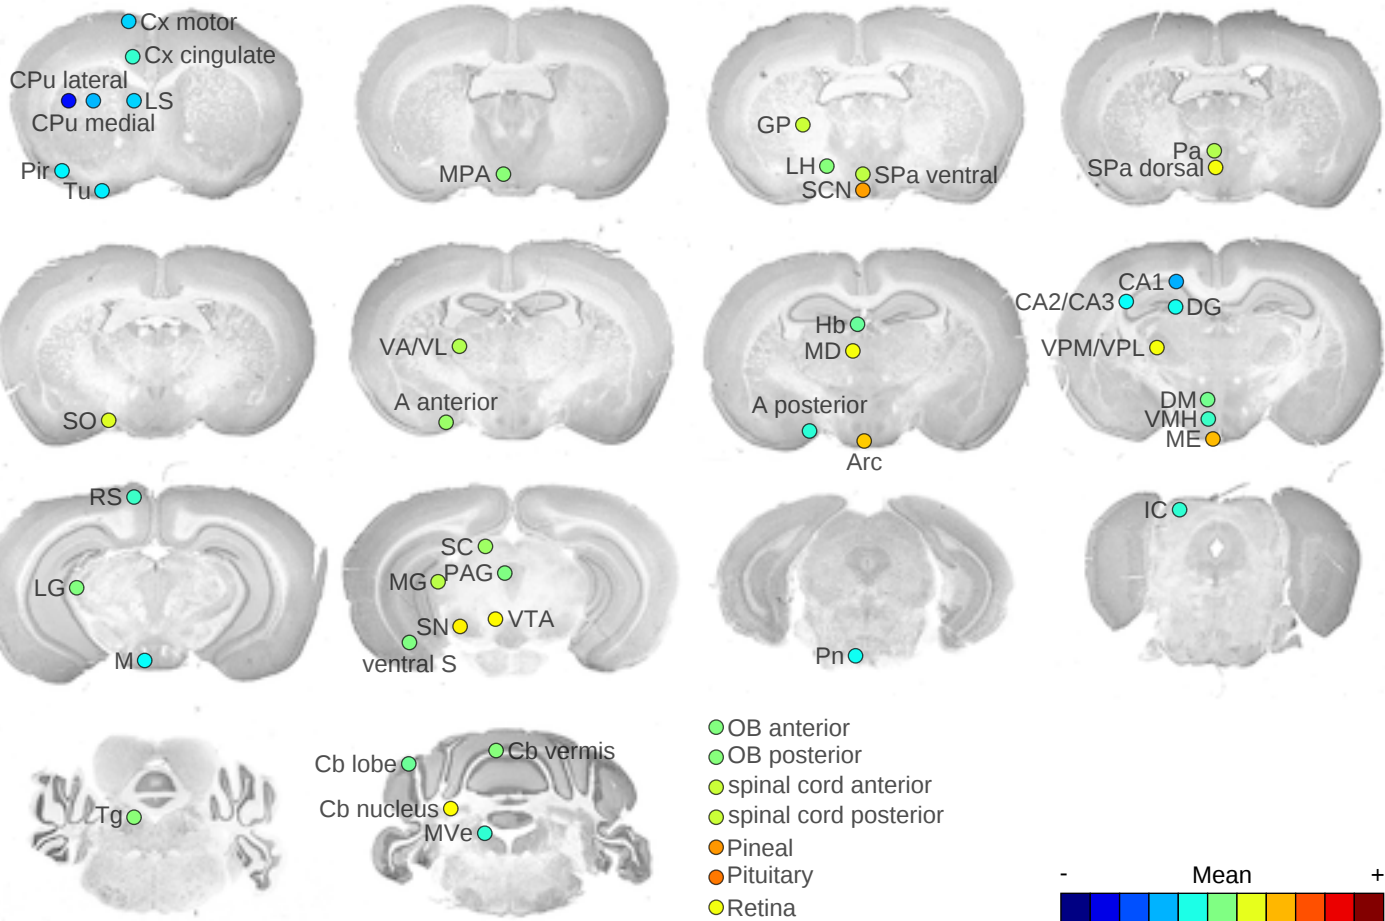 Cx motor
Cx cingulate
CPu lateral
LS
CPu medial
Pir
Tu
MPA
GP
LH
SPa ventral
SCN
Pa
SPa dorsal
SO
VA/VL
A anterior
Hb
MD
A posterior
Arc
CA1
CA2/CA3
DG
VPM/VPL
DM
VMH
ME
RS
LG
M
SC
PAG
MG
SN
VTA
ventral S
Pn
IC
Tg
Cb vermis
Cb lobe
Cb nucleus
MVe
OB anterior
OB posterior
spinal cord anterior
spinal cord posterior
Pineal
Pituitary
Retina
- Mean +